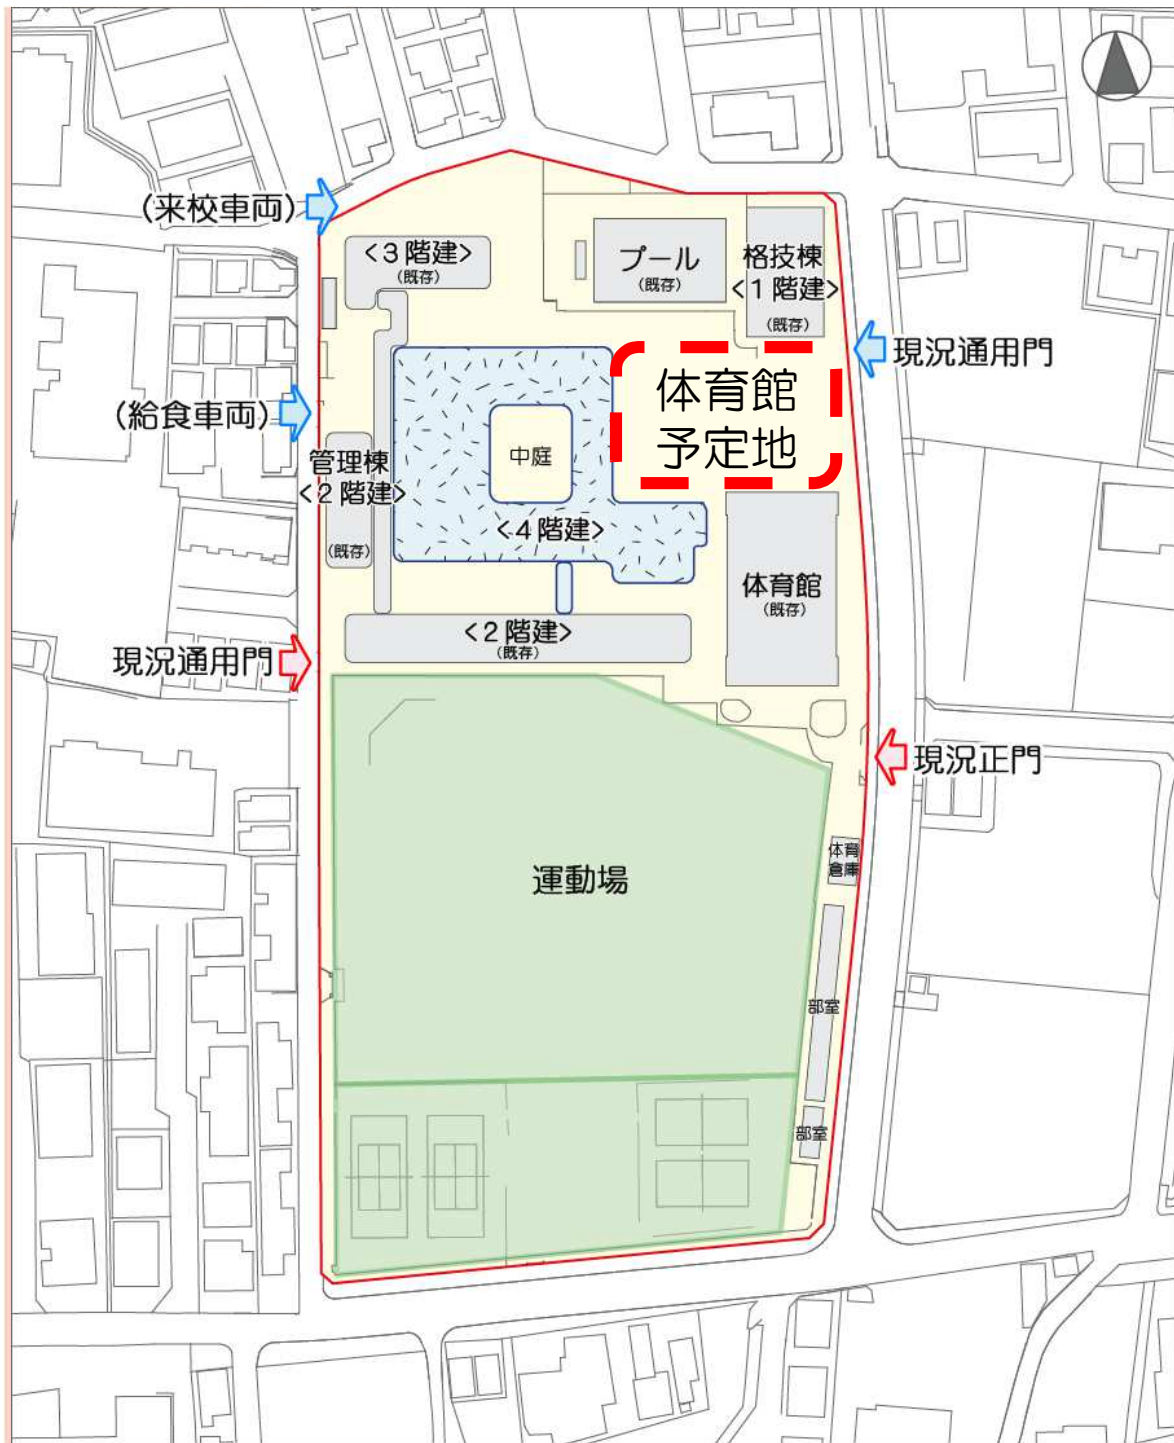 (来校車両)
<3階建>
(既存)
プール
(既存)
格技棟
<1階建>
(既存)
現況通用門
体育館
予定地
(給食車両)
管理棟
<2階建>
(既存)
中庭
<4階建>
体育館
(既存)
<2階建>
(既存)
現況通用門
現況正門
体育
倉庫
運動場
部室
部室